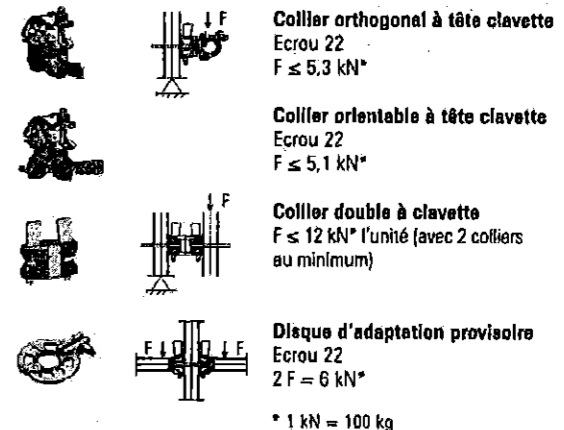 F
Collier orthogonal à tête clavette
Ecrou 22
F ≤ 5,3 kN*
Collier orientable à tête clavette
Ecrou 22
F ≤ 5,1 kN*
F
Collier double à clavette
F ≤ 12 kN* l'unité (avec 2 colliers
au minimum)
F F
Disque d'adaptation provisoire
Ecrou 22
2 F = 6 kN*
* 1 kN = 100 kg